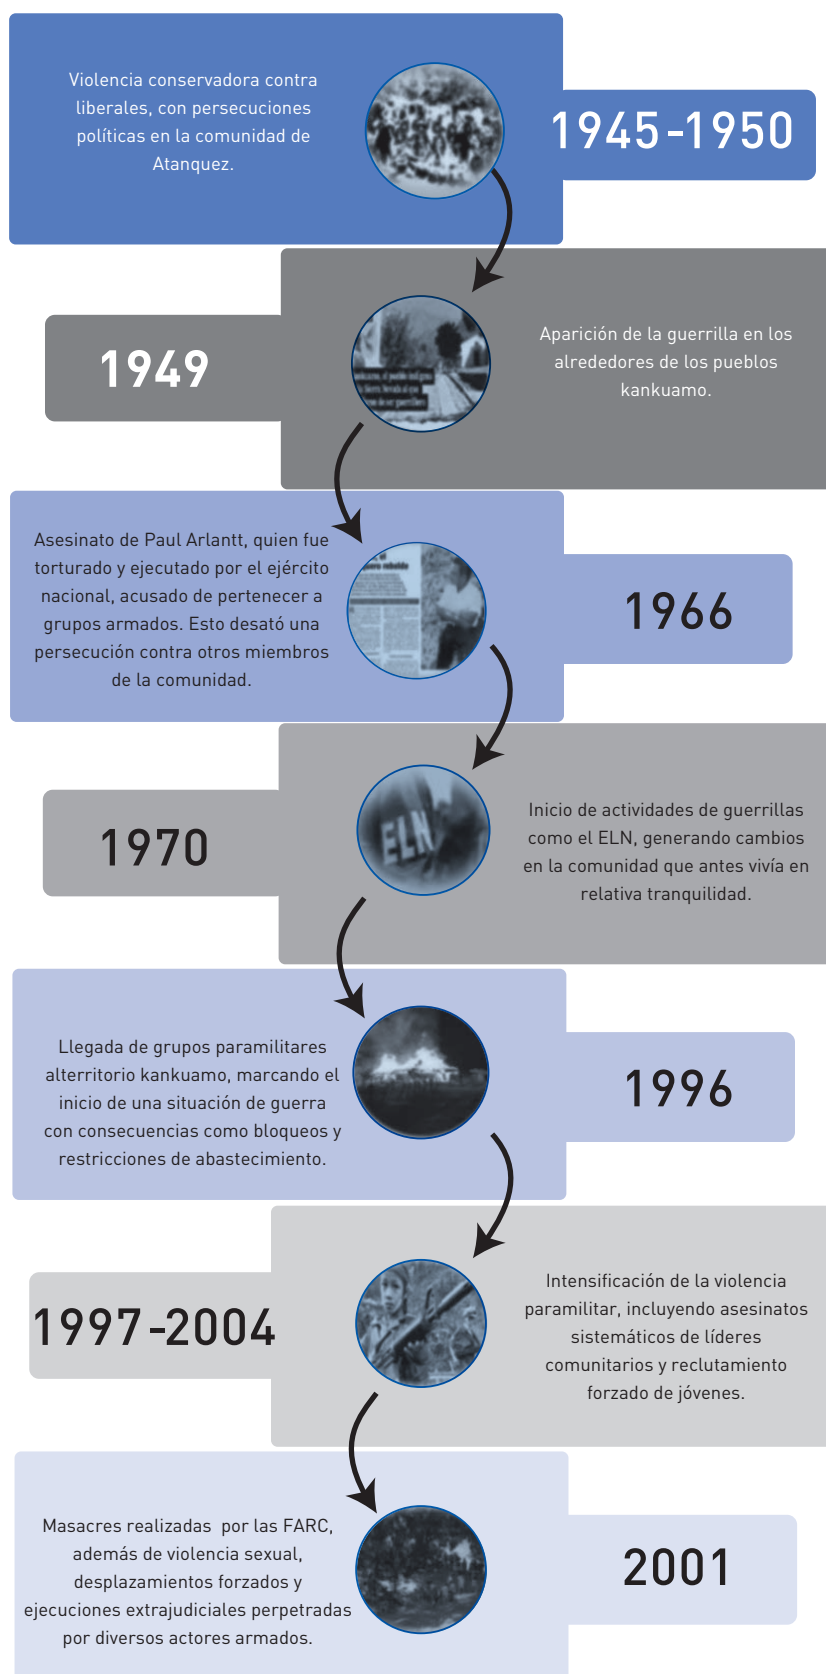 Violencia conservadora contra
liberales, con persecuciones
políticas en la comunidad de
Atanquez.
1945-1950
1949
Aparición de la guerrilla en los
alrededores de los pueblos
kankuamo.
Asesinato de Paul Arlantt, quien fue
torturado y ejecutado por el ejército
nacional, acusado de pertenecer a
grupos armados. Esto desató una
persecución contra otros miembros
de la comunidad.
1966
1970
ELN
Inicio de actividades de guerrillas
como el ELN, generando cambios
en la comunidad que antes vivía en
relativa tranquilidad.
Llegada de grupos paramilitares
alterritorio kankuamo, marcando el
inicio de una situación de guerra
con consecuencias como bloqueos y
restricciones de abastecimiento.
1996
1997-2004
Intensificación de la violencia
paramilitar, incluyendo asesinatos
sistemáticos de líderes
comunitarios y reclutamiento
forzado de jóvenes.
Masacres realizadas por las FARC,
además de violencia sexual,
desplazamientos forzados y
ejecuciones extrajudiciales perpetradas
por diversos actores armados.
2001